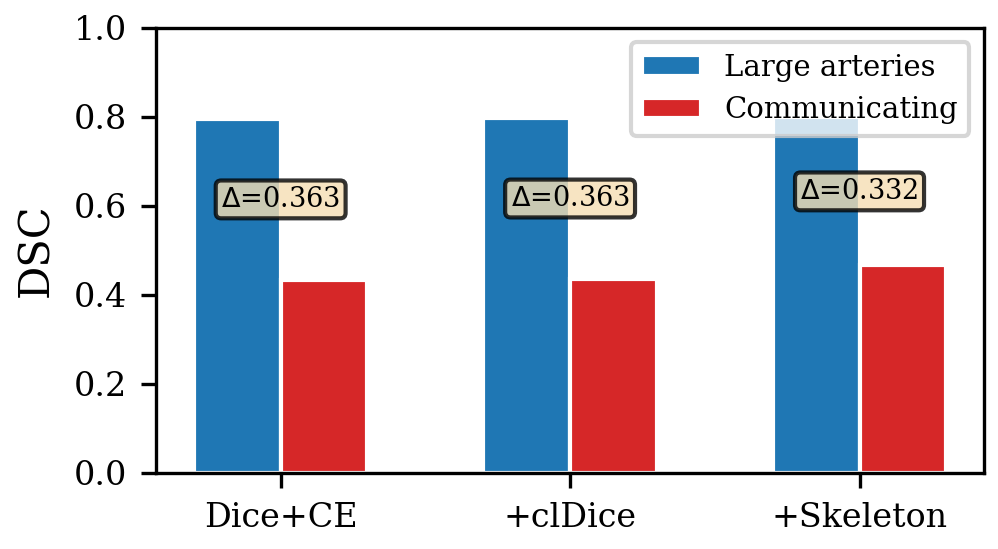 DSC
1.0
0.8
0.6
0.4
0.2
0.0
Large arteries
Communicating
Δ=0.363
Δ=0.363
Δ=0.332
Dice+CE
+clDice
+Skeleton